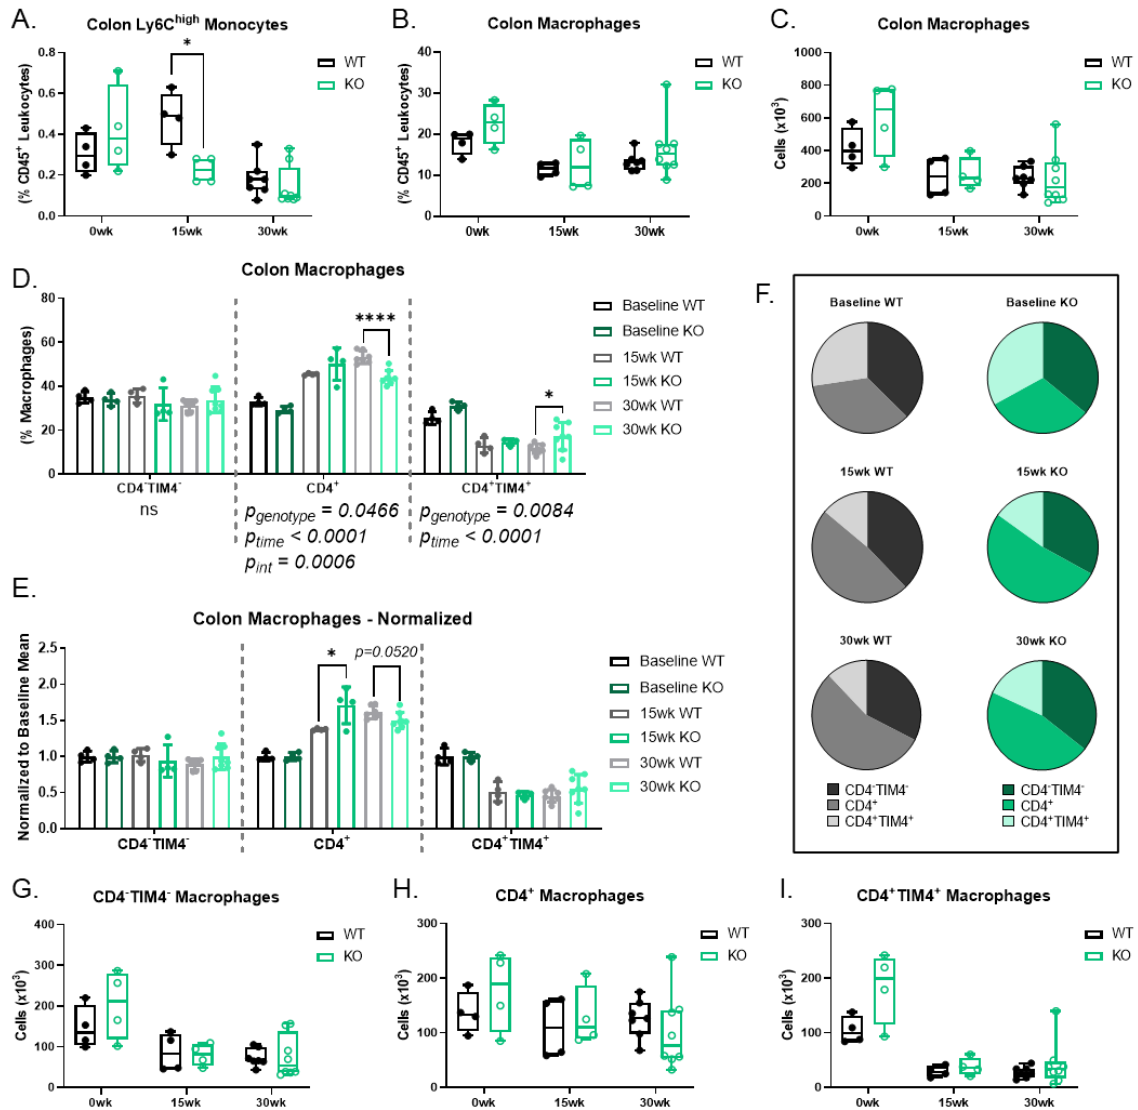 A.
Colon Ly6C^high Monocytes
(% CD45⁺ Leukocytes)
0.8
0.6
0.4
0.2
0.0
*
0wk
15wk
30wk
WT
KO
B.
Colon Macrophages
(% CD45⁺ Leukocytes)
40
30
20
10
0
0wk
15wk
30wk
WT
KO
C.
Colon Macrophages
Cells (x10³)
1000
800
600
400
200
0
0wk
15wk
30wk
WT
KO
D.
Colon Macrophages
(% Macrophages)
80
60
40
20
0
****
*
CD4⁻TIM4⁻
CD4⁺
CD4⁺TIM4⁺
ns
p_genotype = 0.0466
p_time < 0.0001
p_int = 0.0006
p_genotype = 0.0084
p_time < 0.0001
Baseline WT
Baseline KO
15wk WT
15wk KO
30wk WT
30wk KO
E.
Colon Macrophages - Normalized
Normalized to Baseline Mean
2.5
2.0
1.5
1.0
0.5
0.0
*
p=0.0520
CD4⁻TIM4⁻
CD4⁺
CD4⁺TIM4⁺
Baseline WT
Baseline KO
15wk WT
15wk KO
30wk WT
30wk KO
F.
Baseline WT
Baseline KO
15wk WT
15wk KO
30wk WT
30wk KO
CD4⁻TIM4⁻
CD4⁺
CD4⁺TIM4⁺
CD4⁻TIM4⁻
CD4⁺
CD4⁺TIM4⁺
G.
CD4⁻TIM4⁻ Macrophages
Cells (x10³)
400
300
200
100
0
0wk
15wk
30wk
WT
KO
H.
CD4⁺ Macrophages
Cells (x10³)
300
200
100
0
0wk
15wk
30wk
WT
KO
I.
CD4⁺TIM4⁺ Macrophages
Cells (x10³)
300
200
100
0
0wk
15wk
30wk
WT
KO